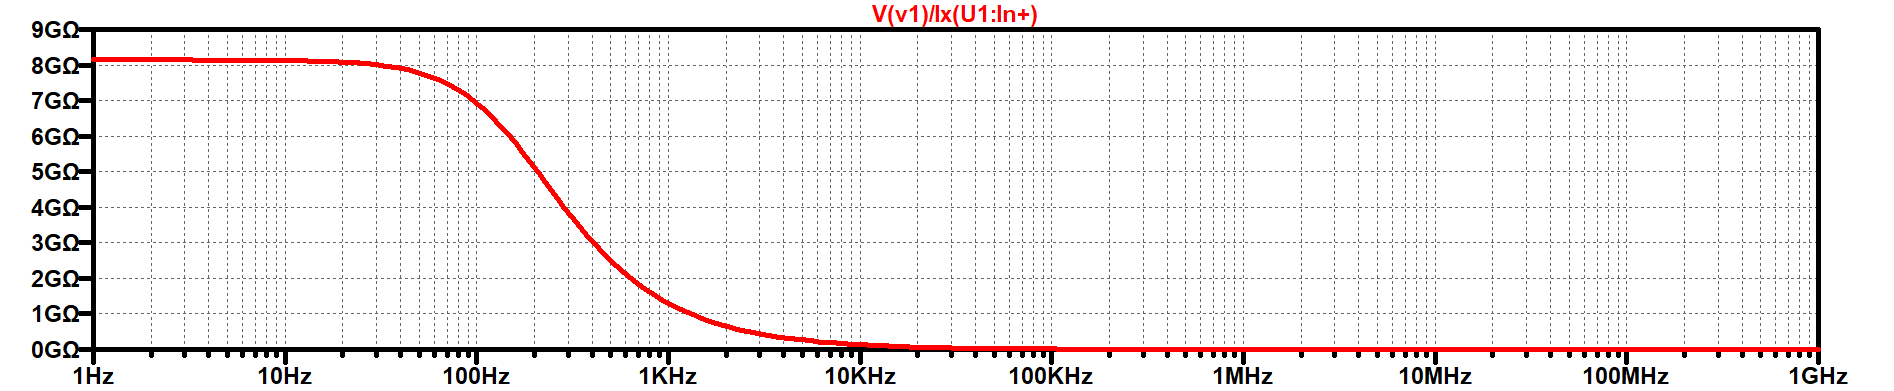 V(v1)/Ix(U1:In+)
9GΩ
8GΩ
7GΩ
6GΩ
5GΩ
4GΩ
3GΩ
2GΩ
1GΩ
0GΩ
1Hz 10Hz 100Hz 1KHz 10KHz 100KHz 1MHz 10MHz 100MHz 1GHz